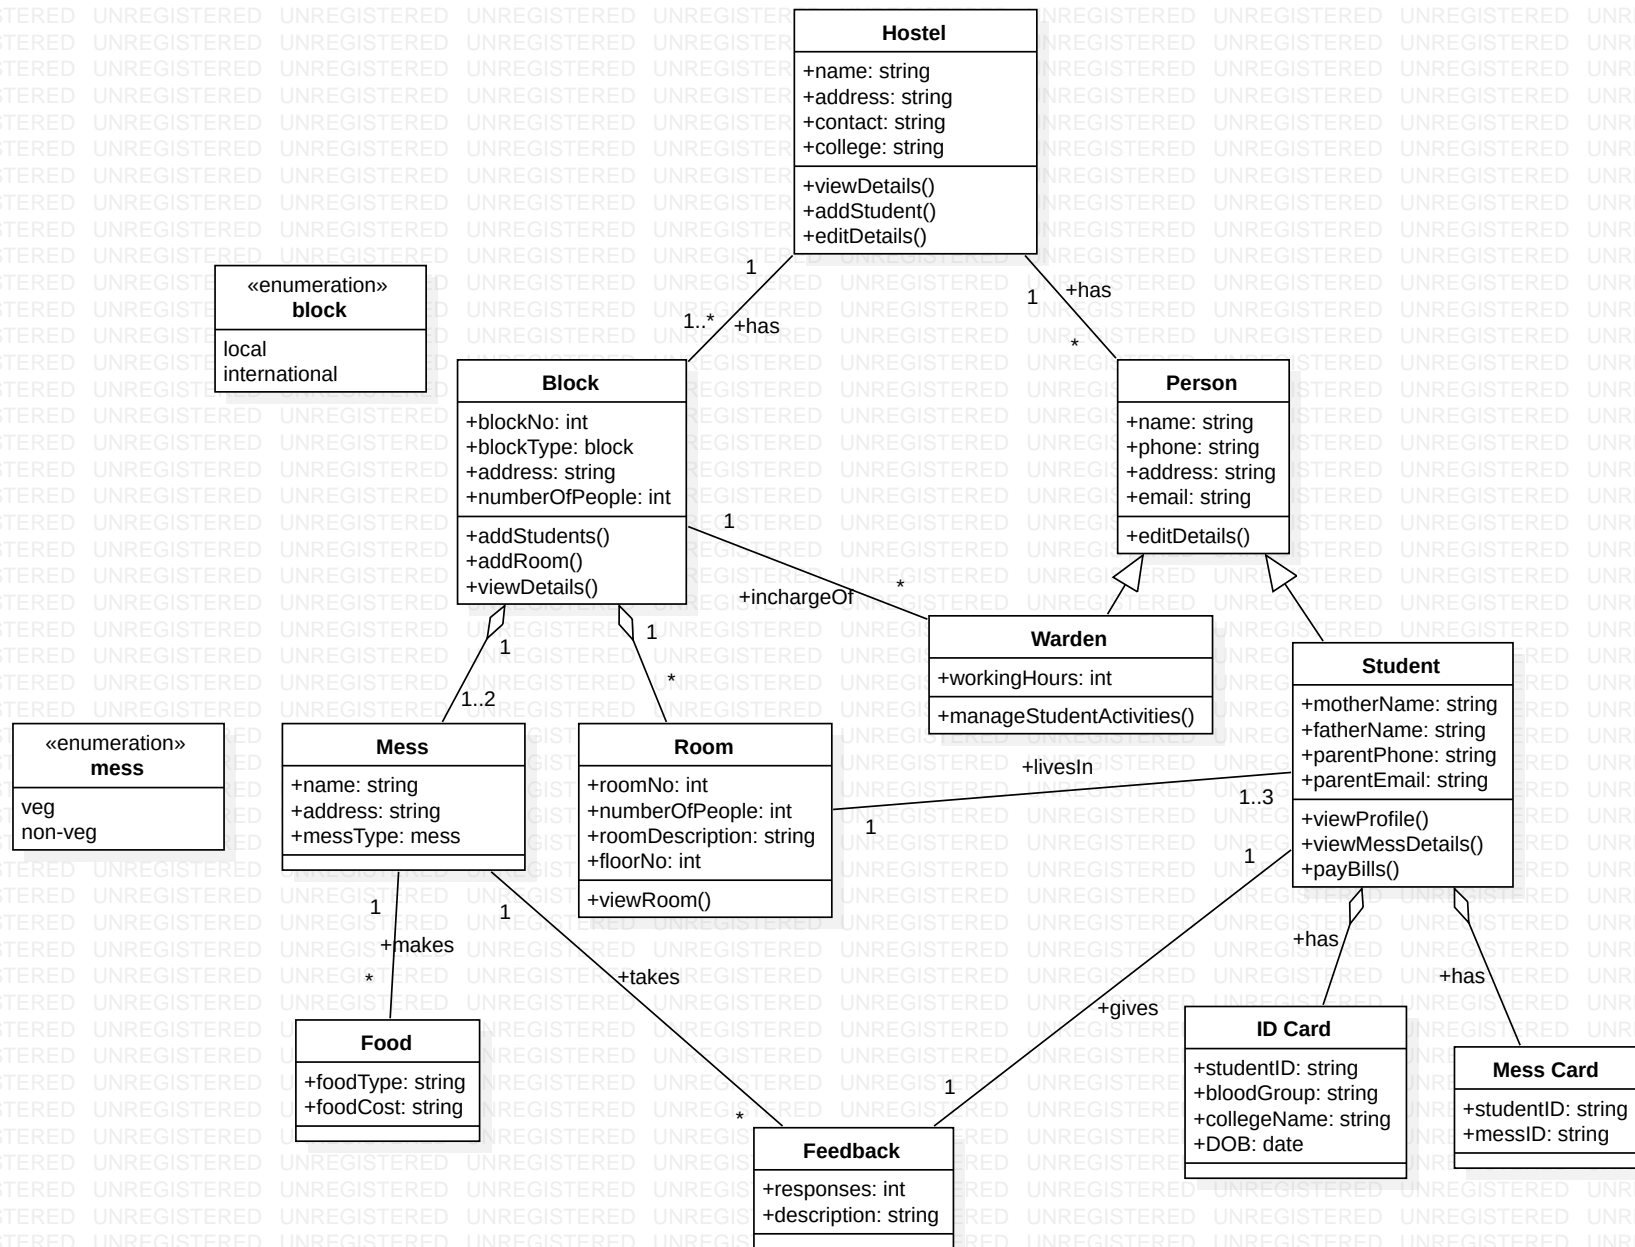 Hostel
+name: string
+address: string
+contact: string
+college: string
+viewDetails()
+addStudent()
+editDetails()
1
+has
1..*
1
+has
*
«enumeration»
block
local
international
Block
+blockNo: int
+blockType: block
+address: string
+numberOfPeople: int
+addStudents()
+addRoom()
+viewDetails()
Person
+name: string
+phone: string
+address: string
+email: string
+editDetails()
1
+inchargeOf
*
Warden
+workingHours: int
+manageStudentActivities()
Student
+motherName: string
+fatherName: string
+parentPhone: string
+parentEmail: string
+viewProfile()
+viewMessDetails()
+payBills()
1
1..2
1
*
«enumeration»
mess
veg
non-veg
Mess
+name: string
+address: string
+messType: mess
Room
+roomNo: int
+numberOfPeople: int
+roomDescription: string
+floorNo: int
+viewRoom()
+livesIn
1..3
1
1
+makes
*
1
+takes
*
1
+gives
1
+has
+has
Food
+foodType: string
+foodCost: string
Feedback
+responses: int
+description: string
ID Card
+studentID: string
+bloodGroup: string
+collegeName: string
+DOB: date
Mess Card
+studentID: string
+messID: string
UNREGISTERED